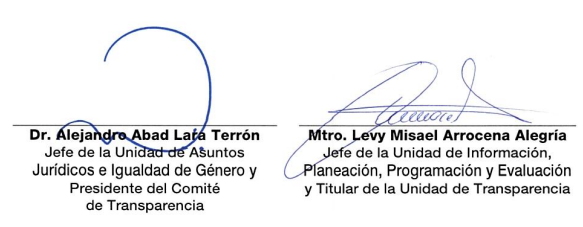 Dr. Alejandro Abad Lara Terrón
Jefe de la Unidad de Asuntos
Jurídicos e Igualdad de Género y
Presidente del Comité
de Transparencia
Mtro. Levy Misael Arrocena Alegría
Jefe de la Unidad de Información,
Planeación, Programación y Evaluación
y Titular de la Unidad de Transparencia